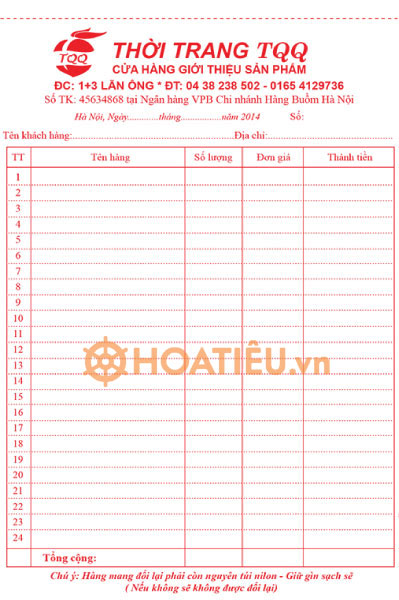 TQQ
THỜI TRANG TQQ
CỬA HÀNG GIỚI THIỆU SẢN PHẨM
ĐC: 1+3 LÃN ÔNG * ĐT: 04 38 238 502 - 0165 4129736
Số TK: 45634868 tại Ngân hàng VPB Chi nhánh Hàng Buồm Hà Nội
Hà Nội, Ngày............tháng................năm 2014 Số:
Tên khách hàng:..........................................Địa chỉ:..........................................
TT Tên hàng Số lượng Đơn giá Thành tiền
1
2
3
4
5
6
7
8
9
10
11
12
13
14
15
16
17
18
19
20
21
22
23
24
HOATIÊU.vn
Tổng cộng:
Chú ý: Hàng mang đổi lại phải còn nguyên túi nilon - Giữ gìn sạch sẽ
( Nếu không sẽ không được đổi lại)